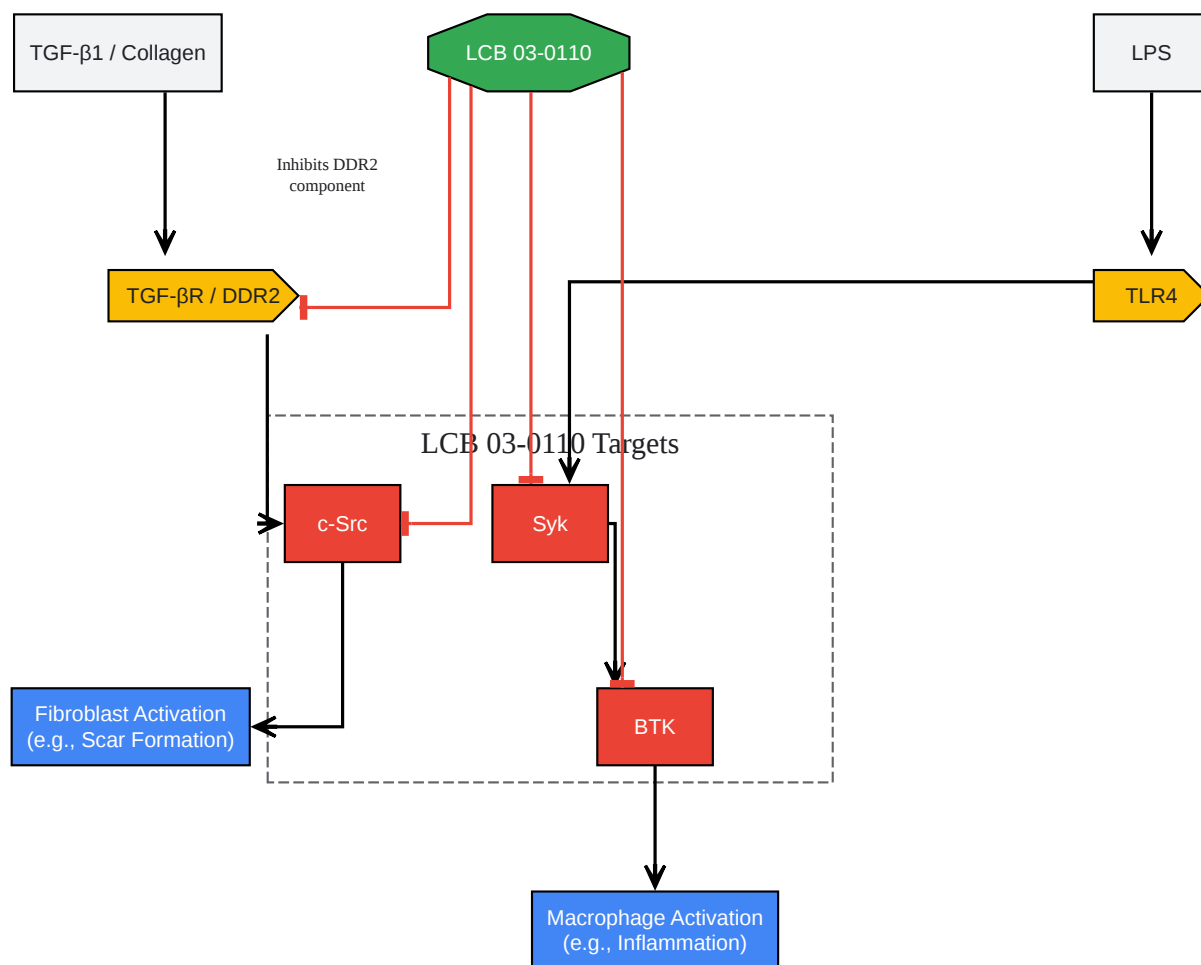 TGF-β1 / Collagen
LCB 03-0110
LPS
Inhibits DDR2
component
TGF-βR / DDR2
TLR4
LCB 03-0110 Targets
c-Src
Syk
Fibroblast Activation
(e.g., Scar Formation)
BTK
Macrophage Activation
(e.g., Inflammation)